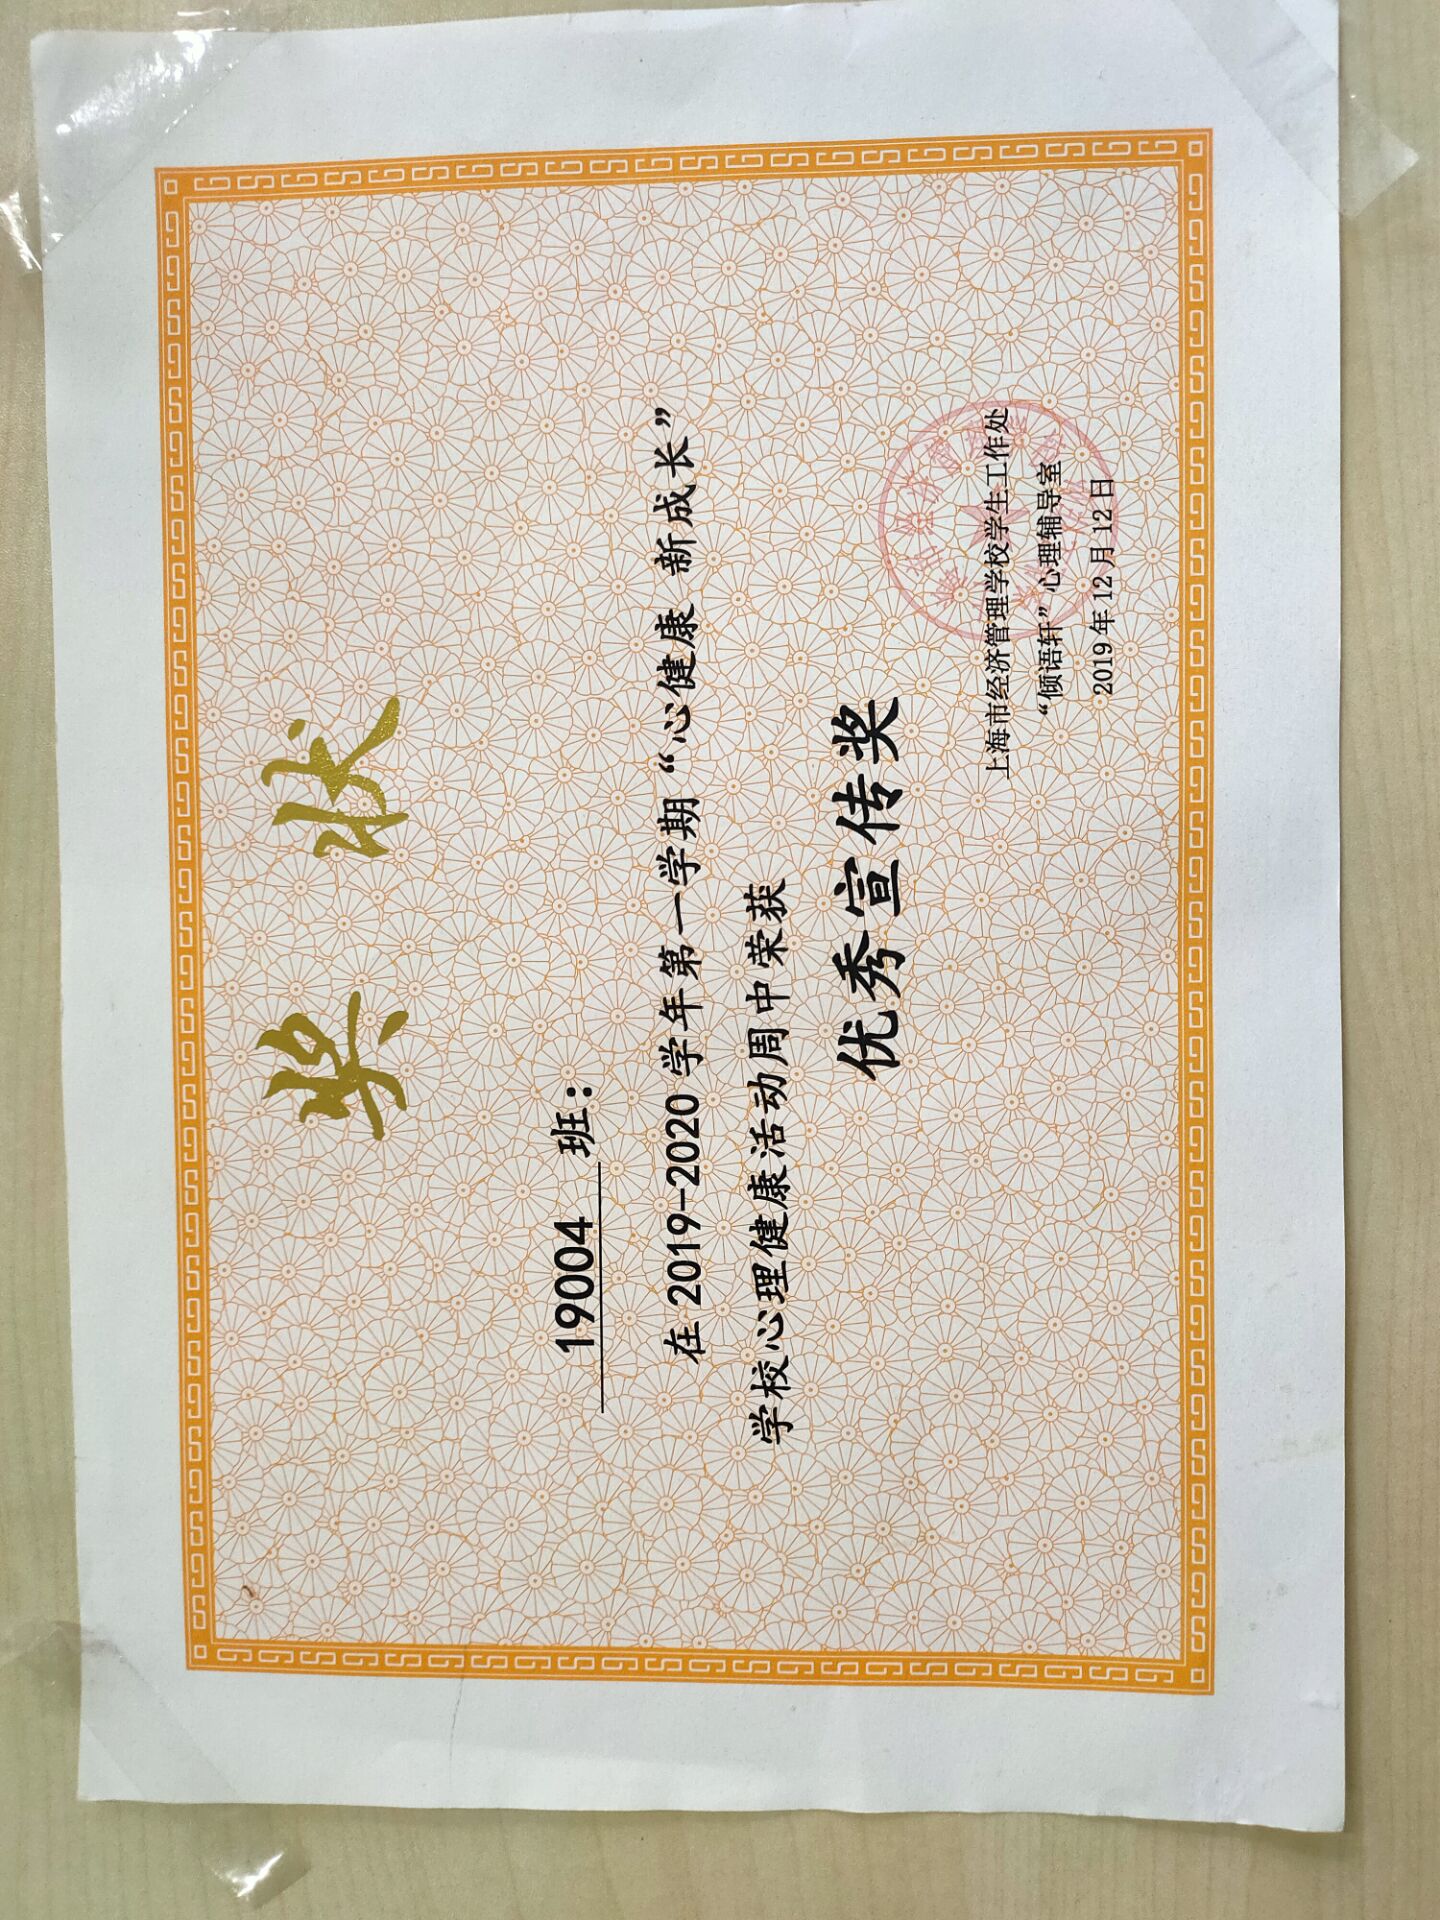 奖状
19004 班：
在 2019-2020 学年第一学期“心健康 新成长”
学校心理健康活动周中荣获
优秀宣传奖
上海市经济管理学校学生工作处
“倾语轩”心理辅导室
2019 年 12 月 12 日